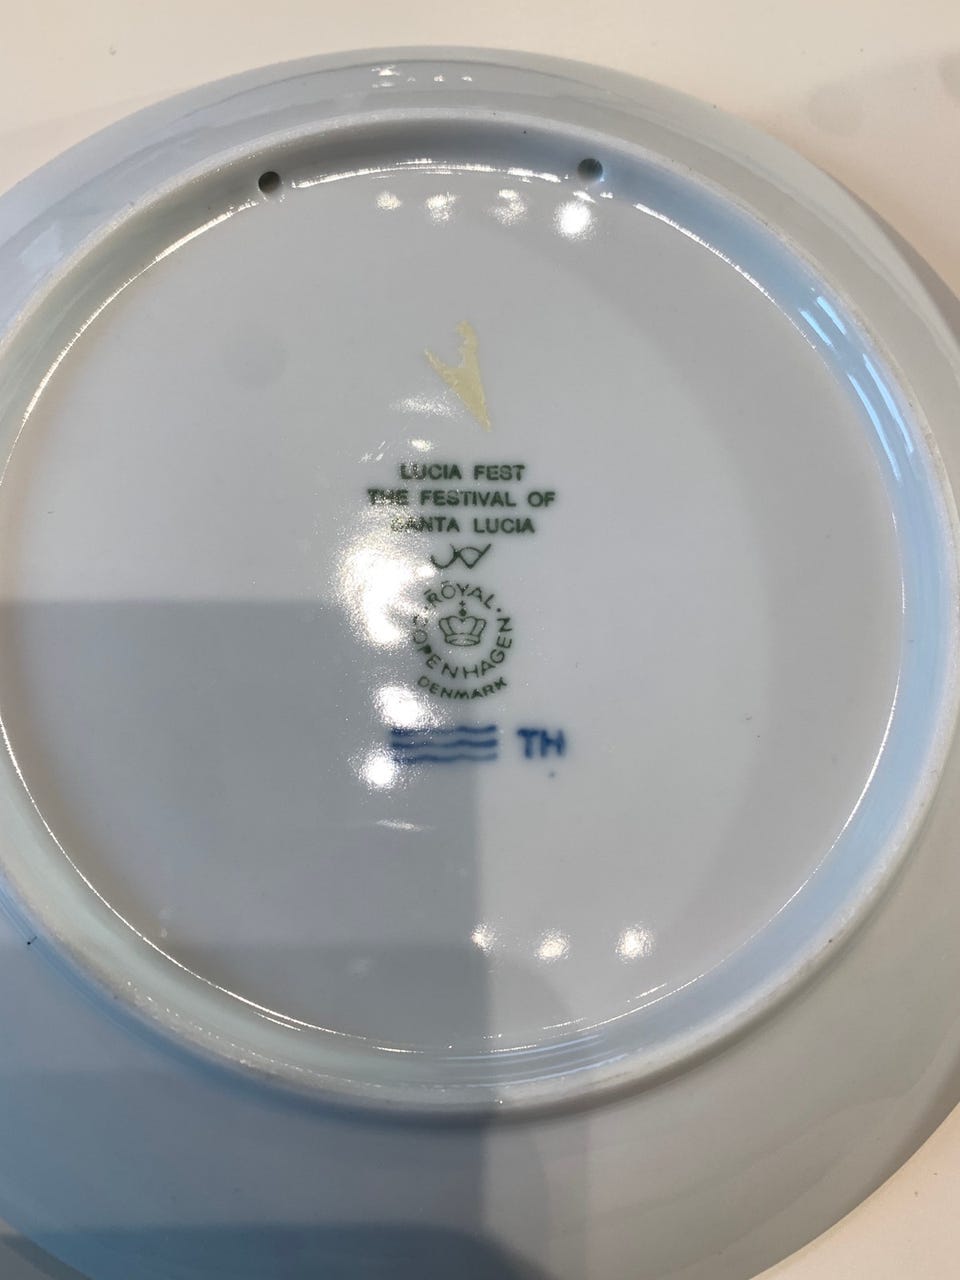 LUCIA FEST
THE FESTIVAL OF
SANTA LUCIA
ROYAL COPENHAGEN
DENMARK
TH